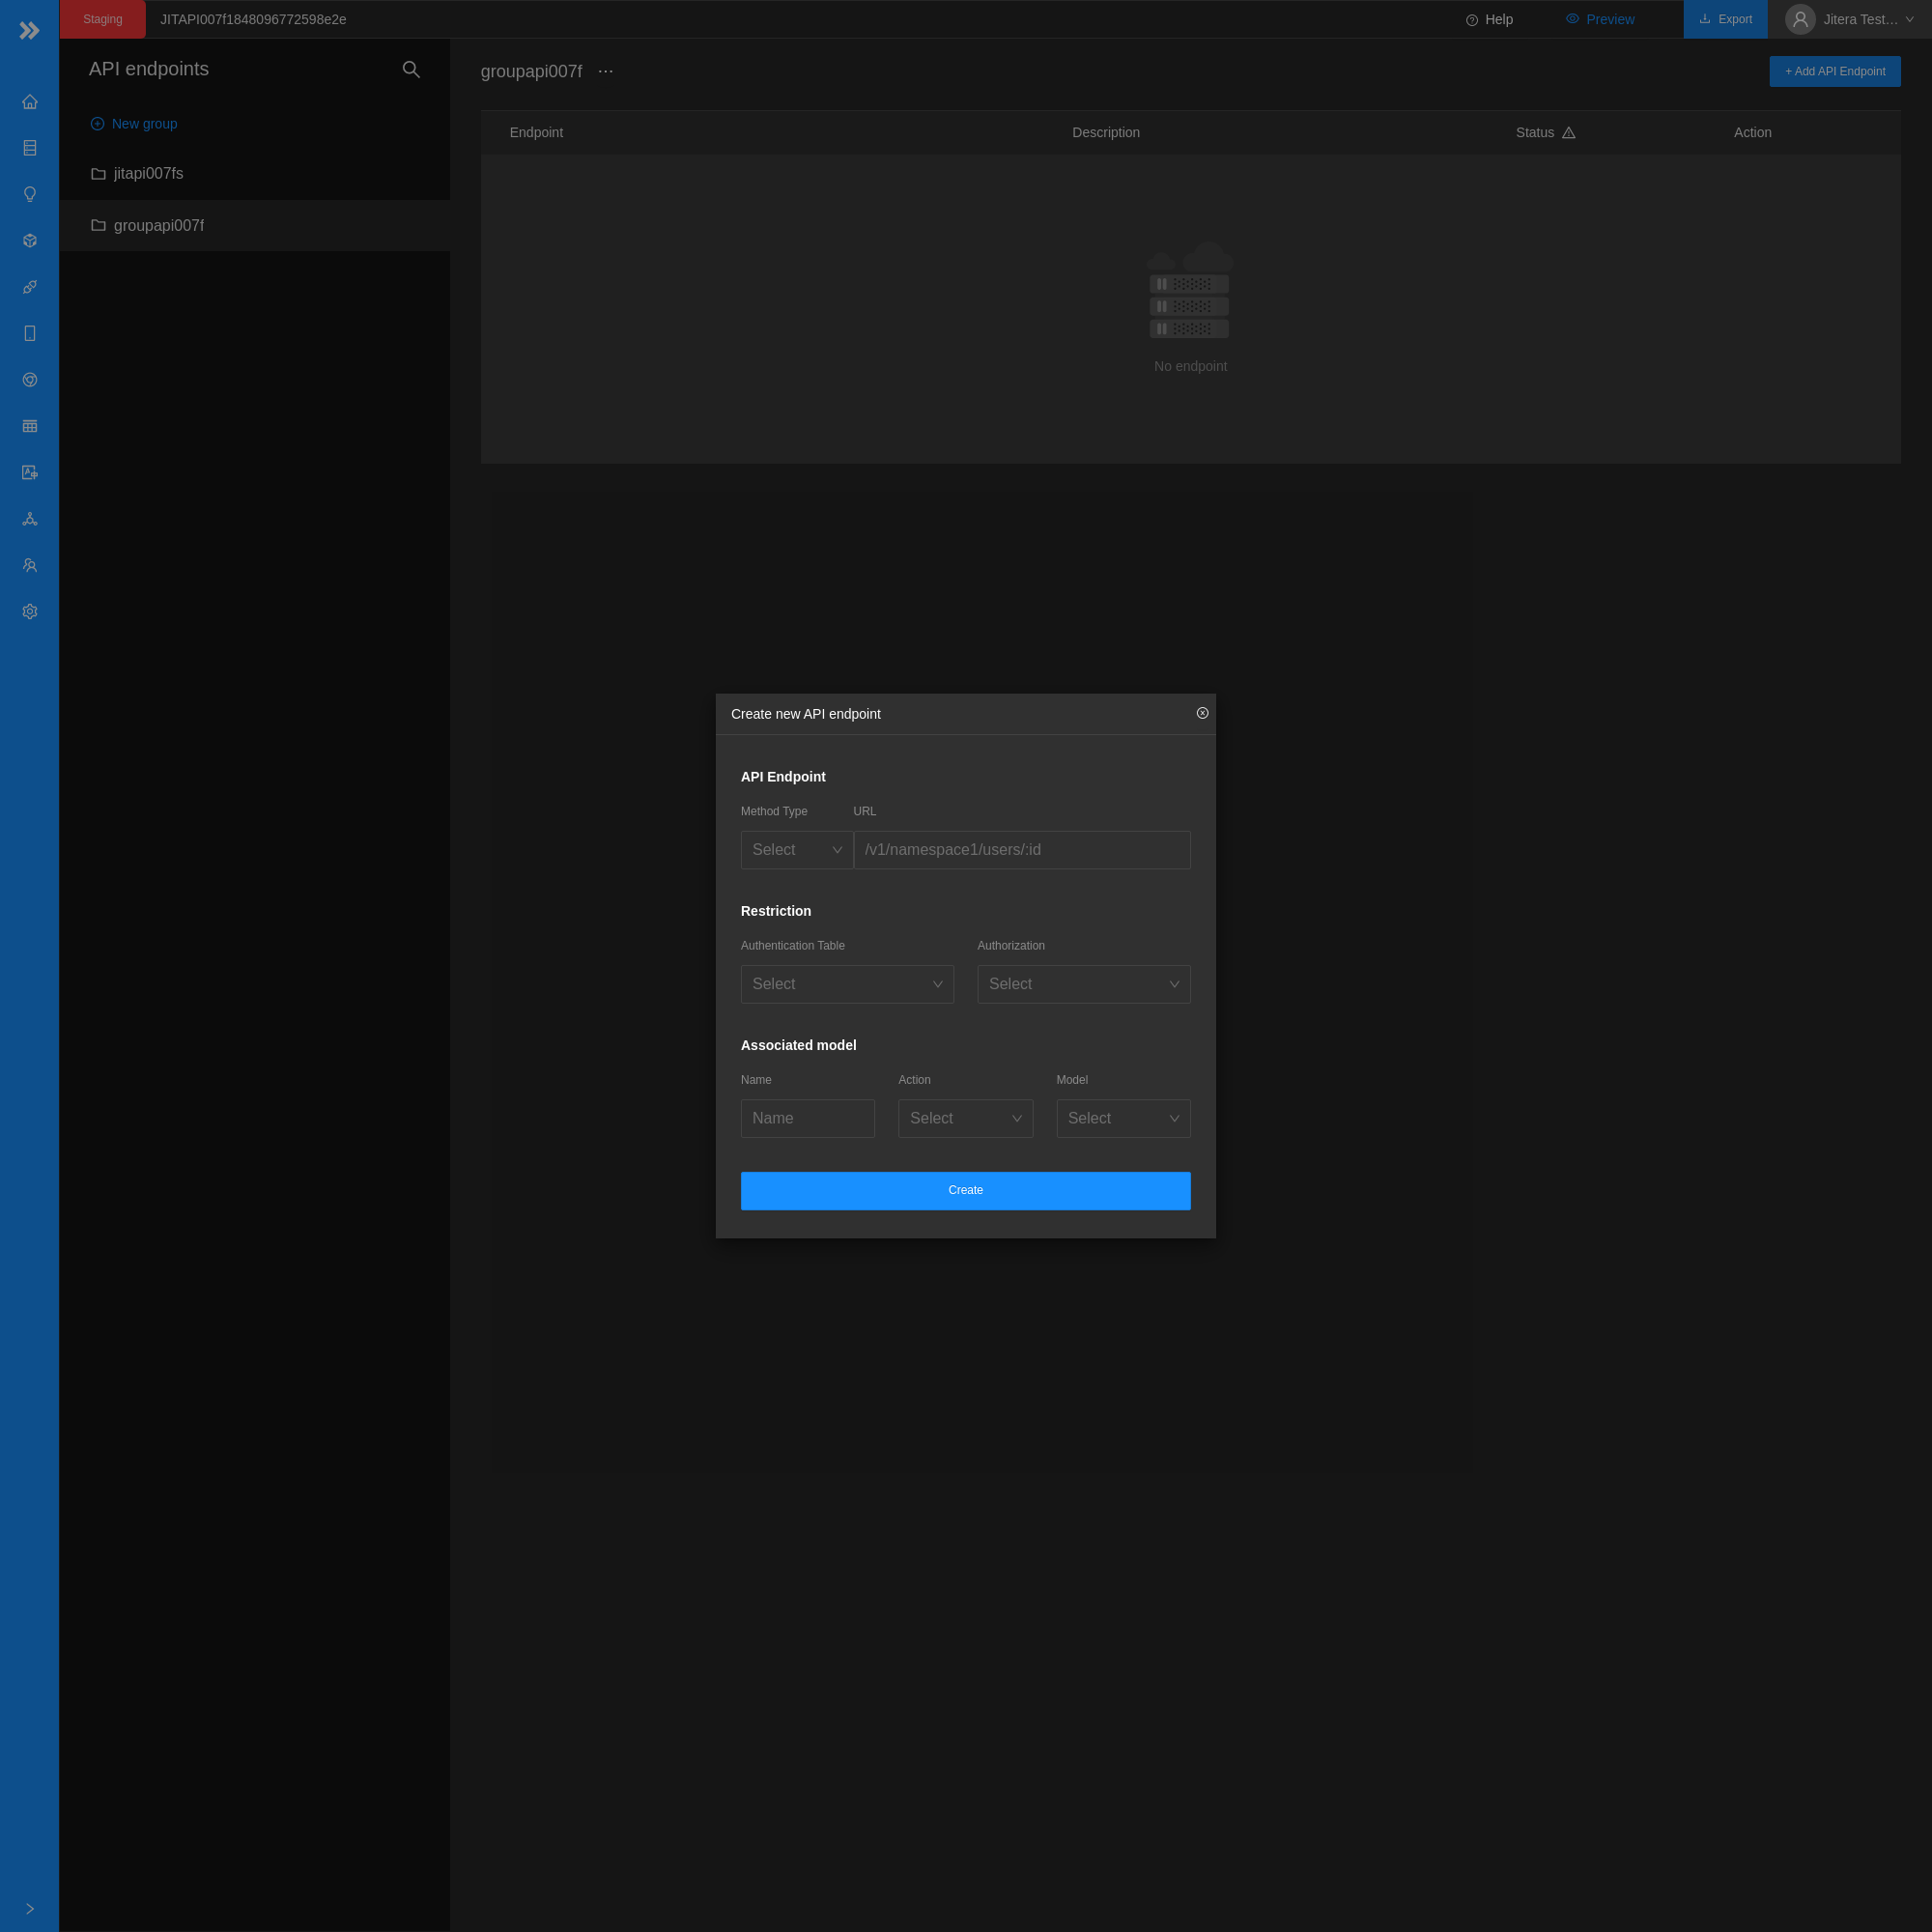 Staging
JITAPI007f1848096772598e2e
Help
Preview
Export
Jitera Test...
API endpoints
New group
jitapi007fs
groupapi007f
groupapi007f ...
+ Add API Endpoint
Endpoint Description Status Action
No endpoint
Create new API endpoint
API Endpoint
Method Type URL
Select /v1/namespace1/users/:id
Restriction
Authentication Table Authorization
Select Select
Associated model
Name Action Model
Name Select Select
Create